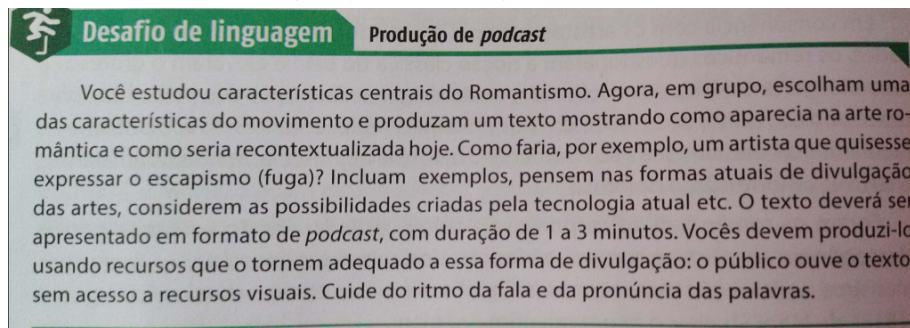 Desafio de linguagem Produção de podcast
Você estudou características centrais do Romantismo. Agora, em grupo, escolham uma
das características do movimento e produzam um texto mostrando como aparecia na arte ro-
mântica e como seria recontextualizada hoje. Como faria, por exemplo, um artista que quisesse
expressar o escapismo (fuga)? Incluam exemplos, pensem nas formas atuais de divulgação
das artes, considerem as possibilidades criadas pela tecnologia atual etc. O texto deverá ser
apresentado em formato de podcast, com duração de 1 a 3 minutos. Vocês devem produzi-lo
usando recursos que o tornem adequado a essa forma de divulgação: o público ouve o texto
sem acesso a recursos visuais. Cuide do ritmo da fala e da pronúncia das palavras.